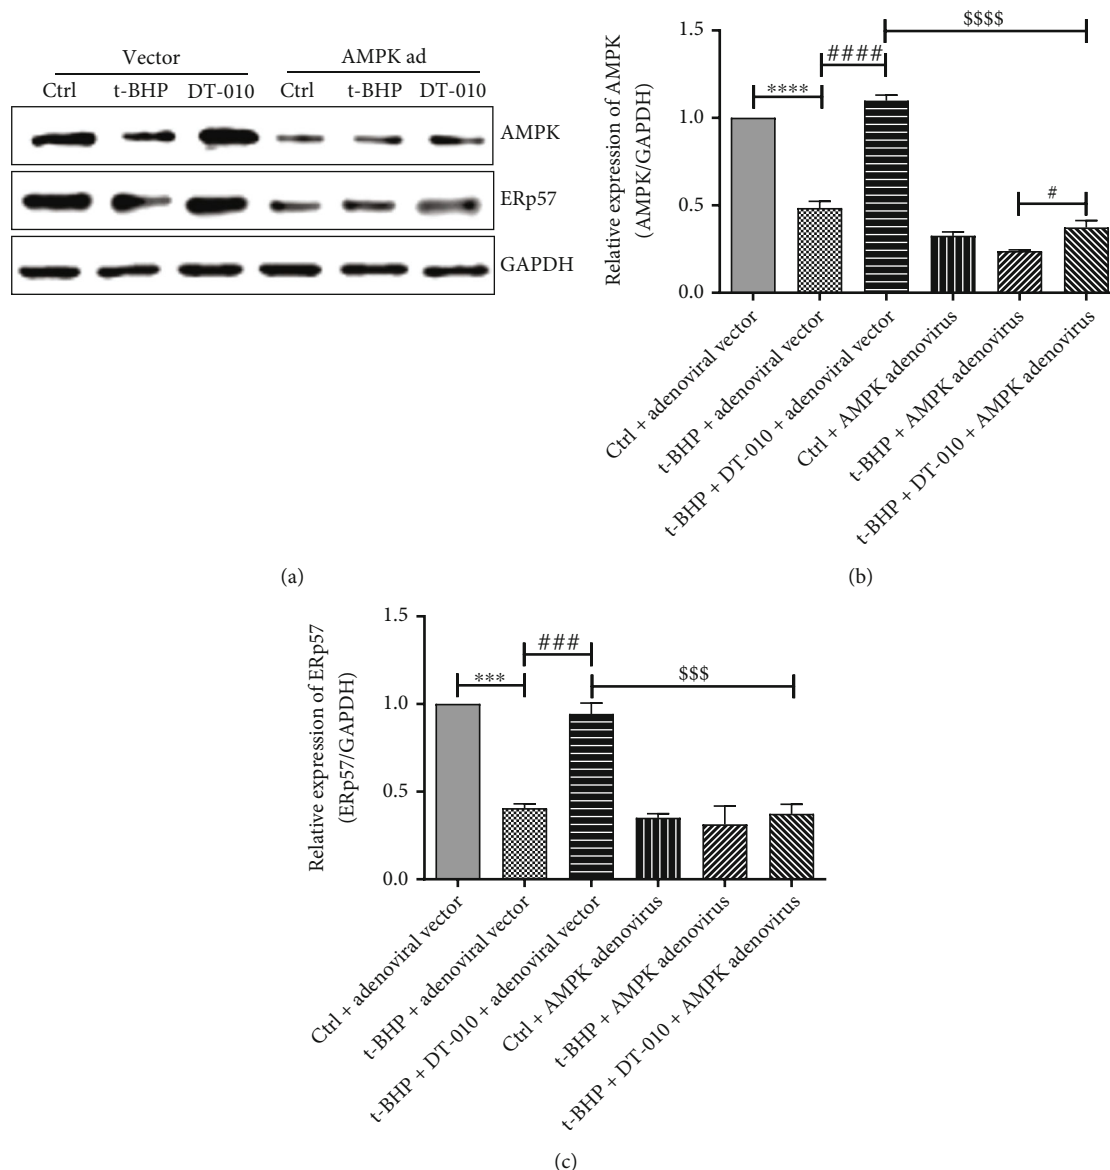 Vector AMPK ad
Ctrl t-BHP DT-010 Ctrl t-BHP DT-010
AMPK
ERp57
GAPDH
(a)
Relative expression of AMPK
(AMPK/GAPDH)
1.5
1.0
0.5
0.0
****
####
$$$$
#
Ctrl + adenoviral vector
t-BHP + adenoviral vector
t-BHP + DT-010 + adenoviral vector
Ctrl + AMPK adenovirus
t-BHP + AMPK adenovirus
t-BHP + DT-010 + AMPK adenovirus
(b)
Relative expression of ERp57
(ERp57/GAPDH)
1.5
1.0
0.5
0.0
***
###
$$$
Ctrl + adenoviral vector
t-BHP + adenoviral vector
t-BHP + DT-010 + adenoviral vector
Ctrl + AMPK adenovirus
t-BHP + AMPK adenovirus
t-BHP + DT-010 + AMPK adenovirus
(c)